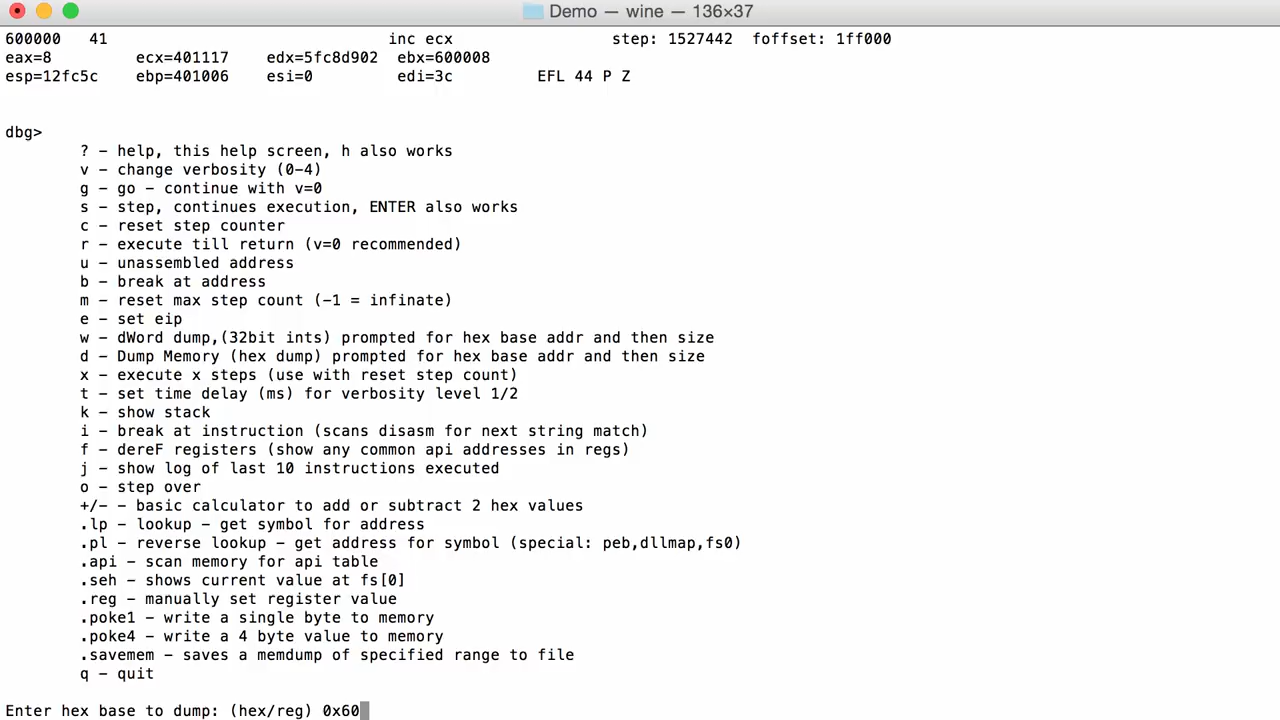 Demo — wine — 136×37
600000 41 inc ecx step: 1527442 foffset: 1ff000
eax=8 ecx=401117 edx=5fc8d902 ebx=600008
esp=12fc5c ebp=401006 esi=0 edi=3c EFL 44 P Z
dbg>
? - help, this help screen, h also works
v - change verbosity (0-4)
g - go - continue with v=0
s - step, continues execution, ENTER also works
c - reset step counter
r - execute till return (v=0 recommended)
u - unassembled address
b - break at address
m - reset max step count (-1 = infinate)
e - set eip
w - dWord dump,(32bit ints) prompted for hex base addr and then size
d - Dump Memory (hex dump) prompted for hex base addr and then size
x - execute x steps (use with reset step count)
t - set time delay (ms) for verbosity level 1/2
k - show stack
i - break at instruction (scans disasm for next string match)
f - dereF registers (show any common api addresses in regs)
j - show log of last 10 instructions executed
o - step over
+/- - basic calculator to add or subtract 2 hex values
.lp - lookup - get symbol for address
.pl - reverse lookup - get address for symbol (special: peb,dllmap,fs0)
.api - scan memory for api table
.seh - shows current value at fs[0]
.reg - manually set register value
.poke1 - write a single byte to memory
.poke4 - write a 4 byte value to memory
.savemem - saves a memdump of specified range to file
q - quit
Enter hex base to dump: (hex/reg) 0x60